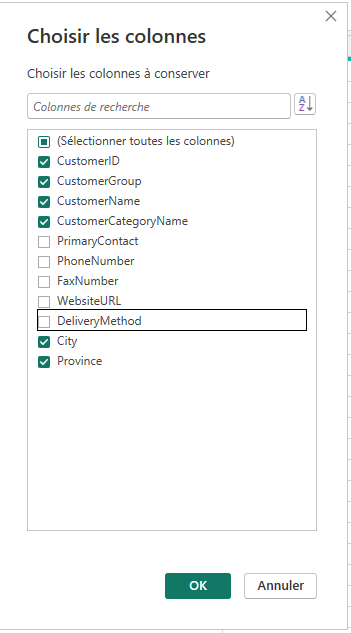 Choisir les colonnes
Choisir les colonnes à conserver
Colonnes de recherche
A
Z
(Sélectionner toutes les colonnes)
CustomerID
CustomerGroup
CustomerName
CustomerCategoryName
PrimaryContact
PhoneNumber
FaxNumber
WebsiteURL
DeliveryMethod
City
Province
OK Annuler